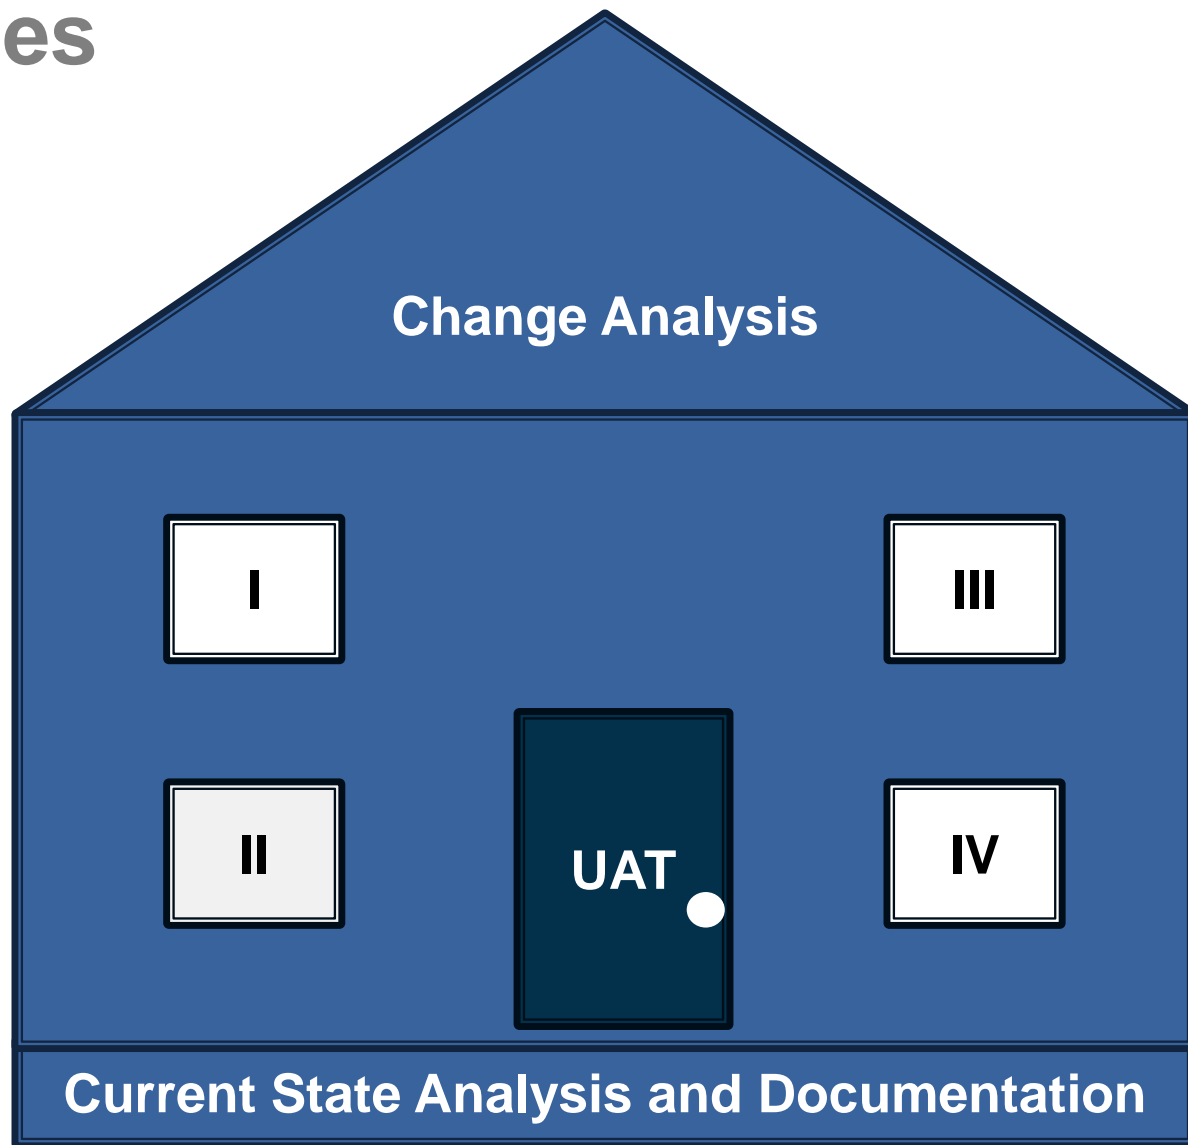 es
Change Analysis
I
III
II
IV
UAT
Current State Analysis and Documentation